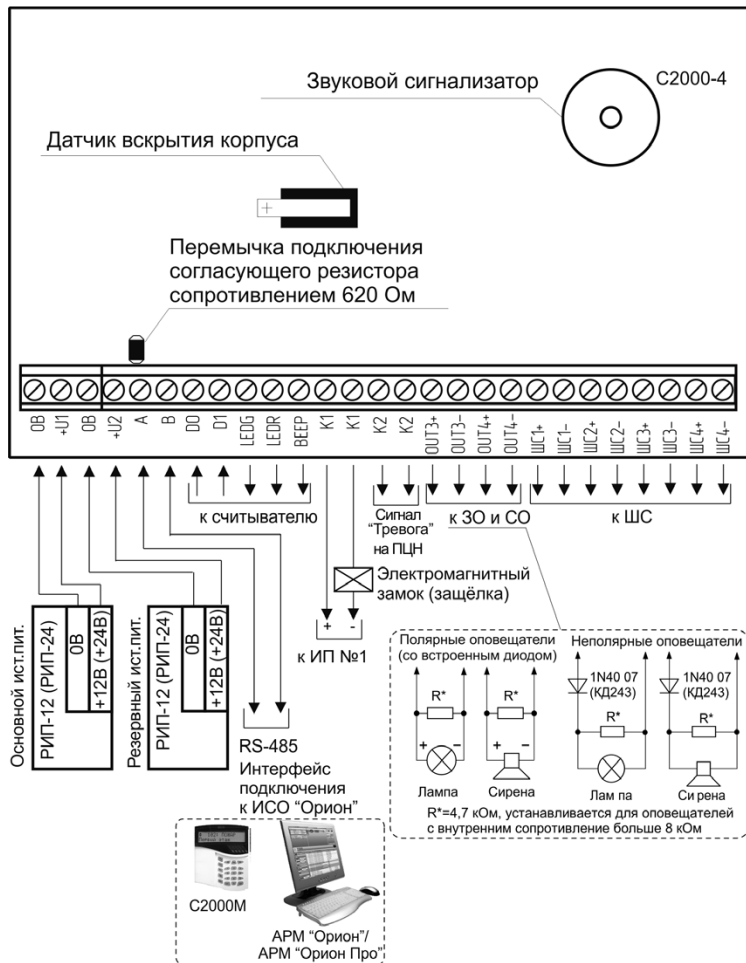 Звуковой сигнализатор
С2000-4
Датчик вскрытия корпуса
Перемычка подключения
согласующего резистора
сопротивлением 620 Ом
0В
+U1
0В
+U2
A
B
D0
D1
LEDG
LEDR
BEEP
K1
K1
K2
K2
OUT3+
OUT3-
OUT4+
OUT4-
ШС1+
ШС1-
ШС2+
ШС2-
ШС3+
ШС3-
ШС4+
ШС4-
к считывателю
Сигнал
“Тревога”
на ПЦН
к ЗО и СО
к ШС
Электромагнитный
замок (защёлка)
+ -
к ИП №1
Основной ист.пит.
РИП-12 (РИП-24)
0В
+12В (+24В)
Резервный ист.пит.
РИП-12 (РИП-24)
0В
+12В (+24В)
RS-485
Интерфейс
подключения
к ИСО “Орион”
С2000М
АРМ “Орион”/
АРМ “Орион Про”
Полярные оповещатели
(со встроенным диодом)
Неполярные оповещатели
R*
+ -
Лампа
R*
+ -
Сирена
1N40 07
(КД243)
R*
Лам па
1N40 07
(КД243)
R*
Си рена
R*=4,7 кОм, устанавливается для оповещателей
с внутренним сопротивление больше 8 кОм